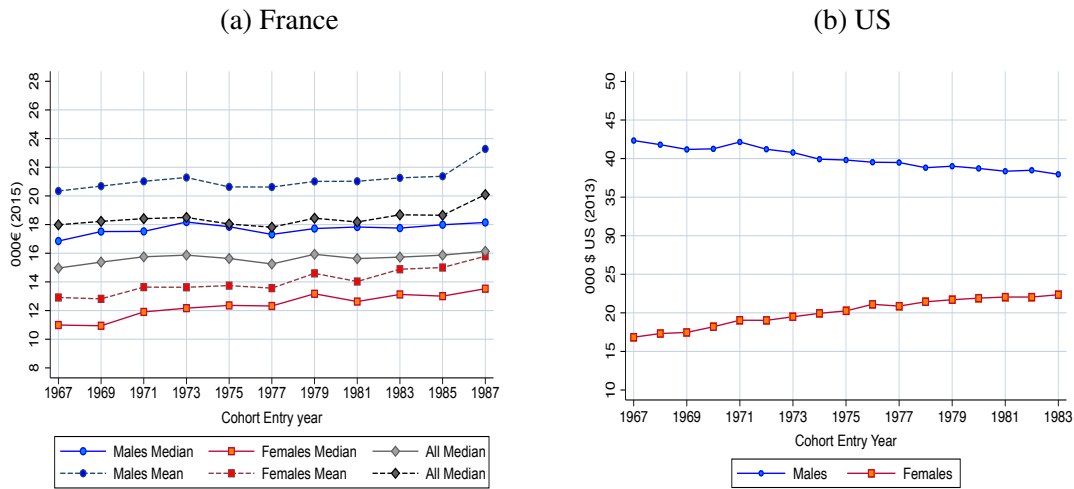 (a) France
000€ (2015)
28
26
24
22
20
18
16
14
12
10
8
1967 1969 1971 1973 1975 1977 1979 1981 1983 1985 1987
Cohort Entry year
Males Median Females Median All Median
Males Mean Females Mean All Median
(b) US
000 $ US (2013)
50
45
40
35
30
25
20
15
10
1967 1969 1971 1973 1975 1977 1979 1981 1983
Cohort Entry Year
Males Females